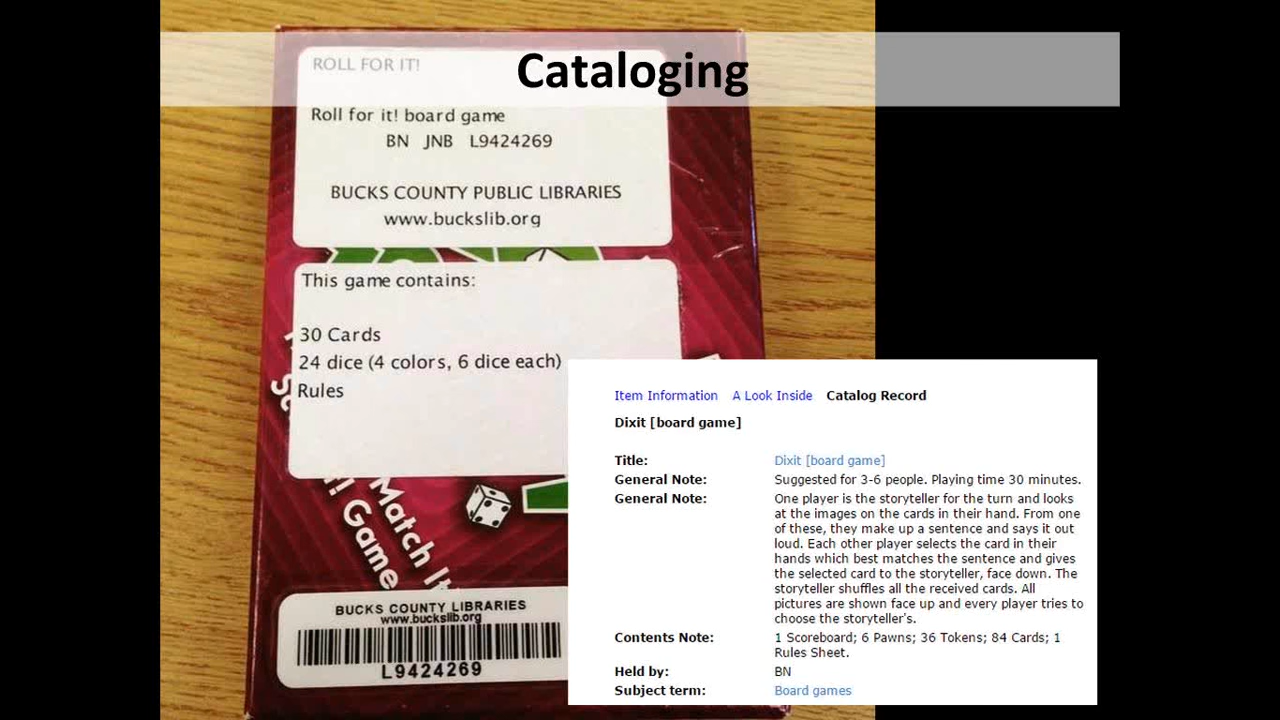 Cataloging
ROLL FOR IT!
Roll for it! board game
BN JNB L9424269
BUCKS COUNTY PUBLIC LIBRARIES
www.buckslib.org
This game contains:
30 Cards
24 dice (4 colors, 6 dice each)
Rules
Match
Game
BUCKS COUNTY LIBRARIES
www.buckslib.org
L9424269
Item Information A Look Inside Catalog Record
Dixit [board game]
Title: Dixit [board game]
General Note: Suggested for 3-6 people. Playing time 30 minutes.
General Note: One player is the storyteller for the turn and looks
at the images on the cards in their hand. From one
of these, they make up a sentence and says it out
loud. Each other player selects the card in their
hands which best matches the sentence and gives
the selected card to the storyteller, face down. The
storyteller shuffles all the received cards. All
pictures are shown face up and every player tries to
choose the storyteller's.
Contents Note: 1 Scoreboard; 6 Pawns; 36 Tokens; 84 Cards; 1
Rules Sheet.
Held by: BN
Subject term: Board games